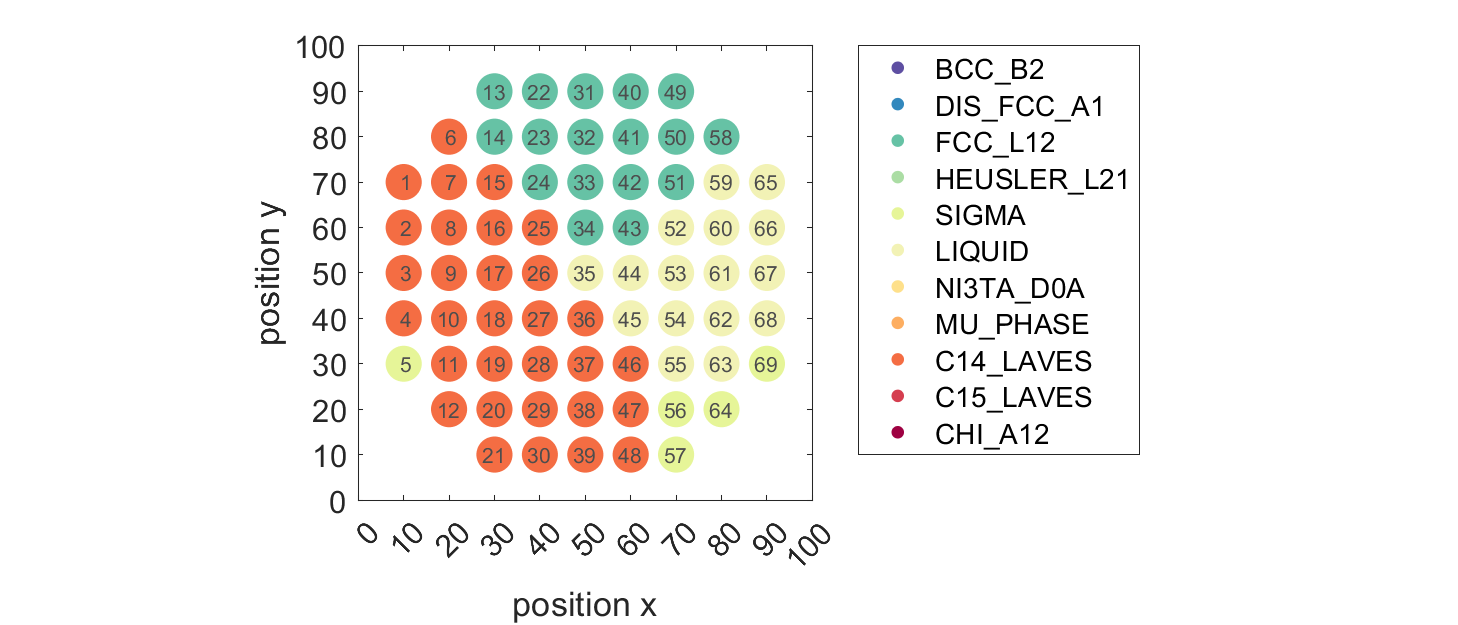 100
90
80
70
60
50
40
30
20
10
0
position y
13 22 31 40 49
6 14 23 32 41 50 58
1 7 15 24 33 42 51 59 65
2 8 16 25 34 43 52 60 66
3 9 17 26 35 44 53 61 67
4 10 18 27 36 45 54 62 68
5 11 19 28 37 46 55 63 69
12 20 29 38 47 56 64
21 30 39 48 57
0 10 20 30 40 50 60 70 80 90 100
position x
BCC_B2
DIS_FCC_A1
FCC_L12
HEUSLER_L21
SIGMA
LIQUID
NI3TA_D0A
MU_PHASE
C14_LAVES
C15_LAVES
CHI_A12